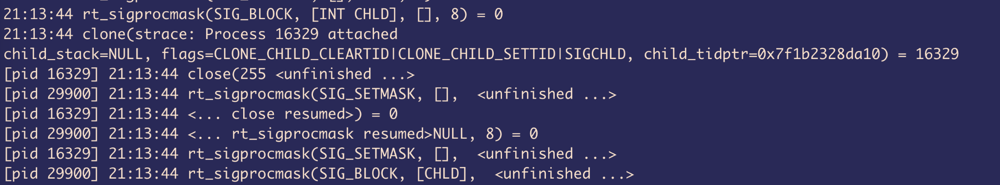 21:13:44 rt_sigprocmask(SIG_BLOCK, [INT CHLD], [], 8) = 0
21:13:44 clone(strace: Process 16329 attached
child_stack=NULL, flags=CLONE_CHILD_CLEARTID|CLONE_CHILD_SETTID|SIGCHLD, child_tidptr=0x7f1b2328da10) = 16329
[pid 16329] 21:13:44 close(255 <unfinished ...>
[pid 29900] 21:13:44 rt_sigprocmask(SIG_SETMASK, [],  <unfinished ...>
[pid 16329] 21:13:44 <... close resumed>) = 0
[pid 29900] 21:13:44 <... rt_sigprocmask resumed>NULL, 8) = 0
[pid 16329] 21:13:44 rt_sigprocmask(SIG_SETMASK, [],  <unfinished ...>
[pid 29900] 21:13:44 rt_sigprocmask(SIG_BLOCK, [CHLD],  <unfinished ...>